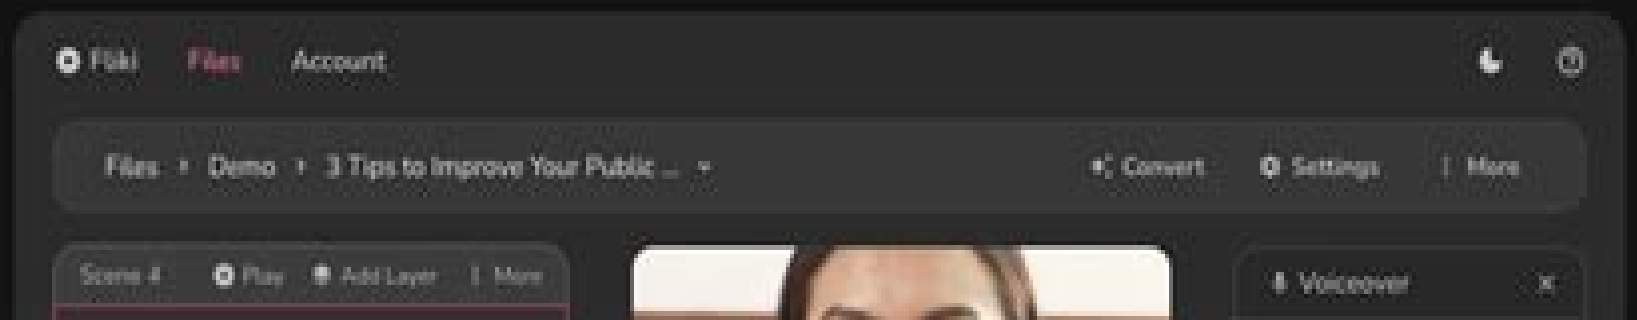 Fliki Files Account
Files › Demo › 3 Tips to Improve Your Public ... Convert Settings More
Scene 4 Play Add Layer More
Voiceover ×